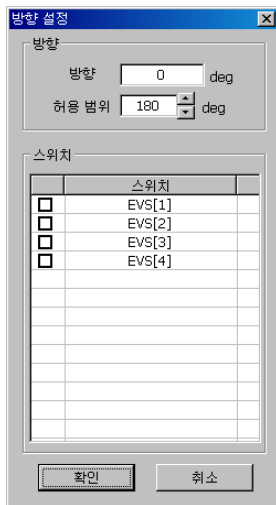 방향 설정
방향
방향 0 deg
허용 범위 180 deg
스위치
스위치
EVS[1]
EVS[2]
EVS[3]
EVS[4]
확인 취소